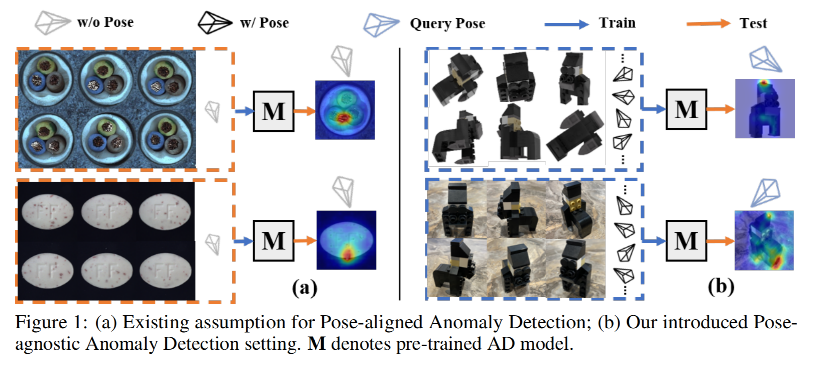 w/o Pose
w/ Pose
Query Pose
Train
Test
M
M
(a)
M
M
(b)
Figure 1: (a) Existing assumption for Pose-aligned Anomaly Detection; (b) Our introduced Pose-
agnostic Anomaly Detection setting. M denotes pre-trained AD model.